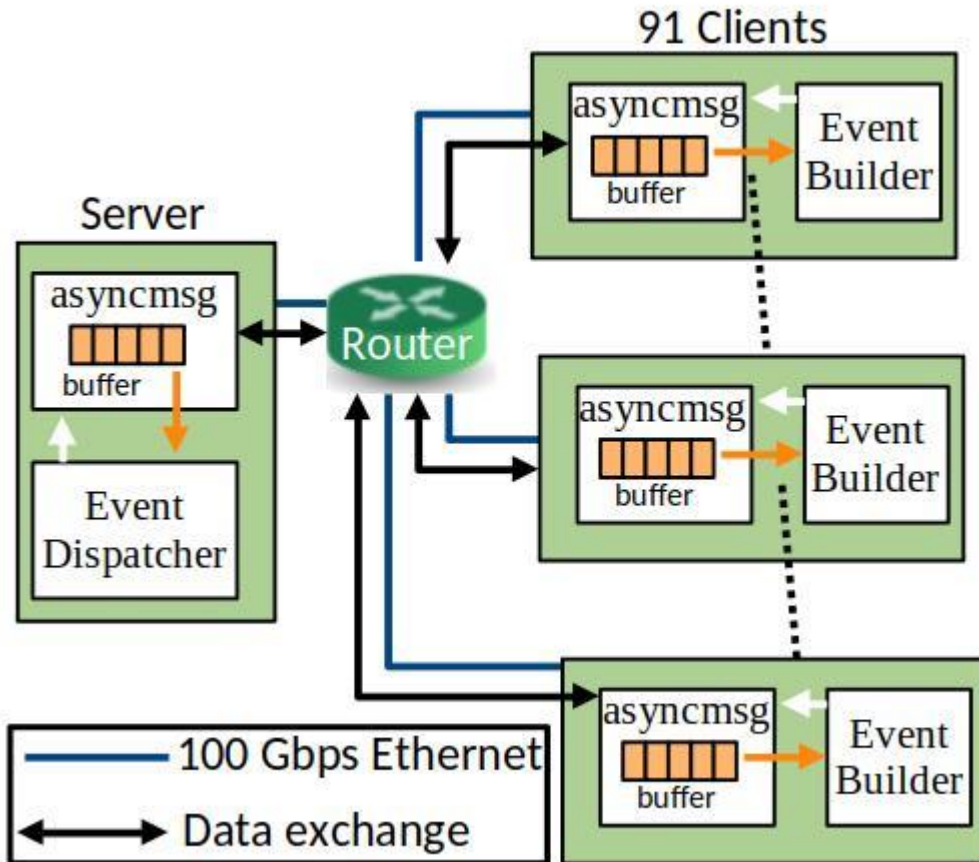 91 Clients
asyncmsg
buffer
Event
Builder
Server
asyncmsg
buffer
Event
Dispatcher
Router
asyncmsg
buffer
Event
Builder
asyncmsg
buffer
Event
Builder
100 Gbps Ethernet
Data exchange